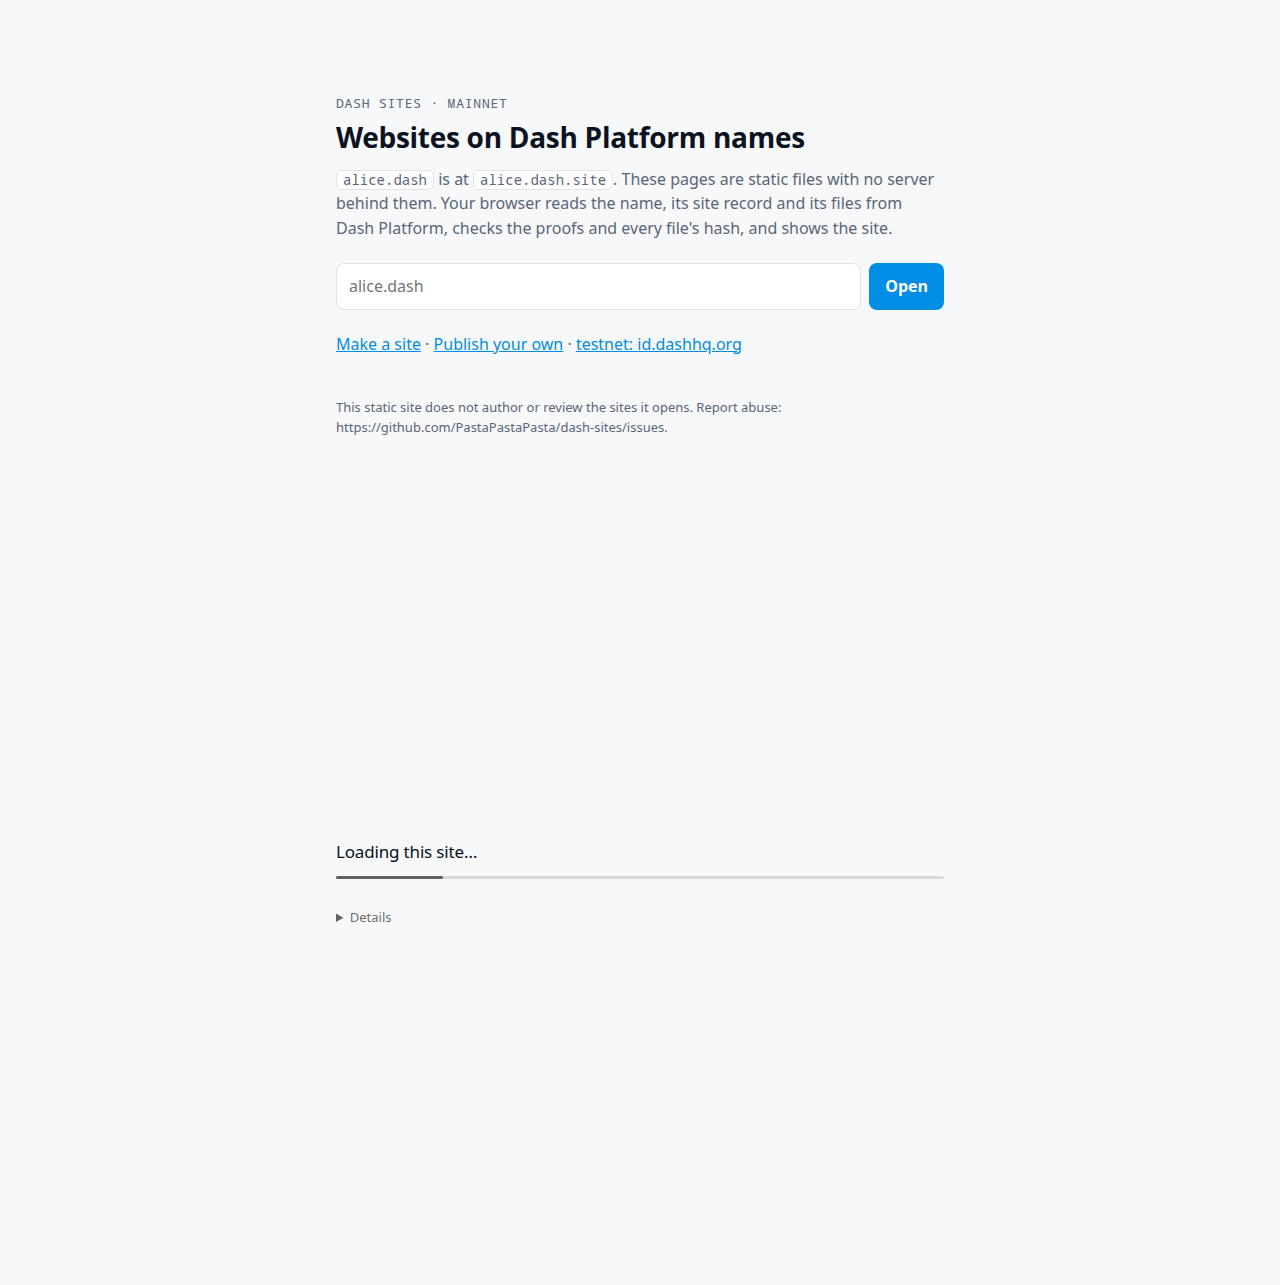 DASH SITES · MAINNET
Websites on Dash Platform names
alice.dash is at alice.dash.site. These pages are static files with no server
behind them. Your browser reads the name, its site record and its files from
Dash Platform, checks the proofs and every file's hash, and shows the site.
alice.dash
Open
Make a site · Publish your own · testnet: id.dashhq.org
This static site does not author or review the sites it opens. Report abuse:
https://github.com/PastaPastaPasta/dash-sites/issues.
Loading this site…
Details